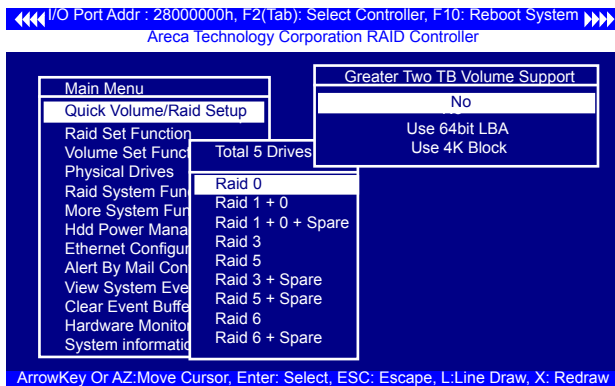 I/O Port Addr : 28000000h, F2(Tab): Select Controller, F10: Reboot System
Areca Technology Corporation RAID Controller
Main Menu
Quick Volume/Raid Setup
Raid Set Function
Volume Set Funct
Physical Drives
Raid System Fun
More System Fun
Hdd Power Mana
Ethernet Configur
Alert By Mail Con
View System Eve
Clear Event Buffe
Hardware Monitor
System informatio
Total 5 Drives
Raid 0
Raid 1 + 0
Raid 1 + 0 + Spare
Raid 3
Raid 5
Raid 3 + Spare
Raid 5 + Spare
Raid 6
Raid 6 + Spare
Greater Two TB Volume Support
No
Use 64bit LBA
Use 4K Block
ArrowKey Or AZ:Move Cursor, Enter: Select, ESC: Escape, L:Line Draw, X: Redraw